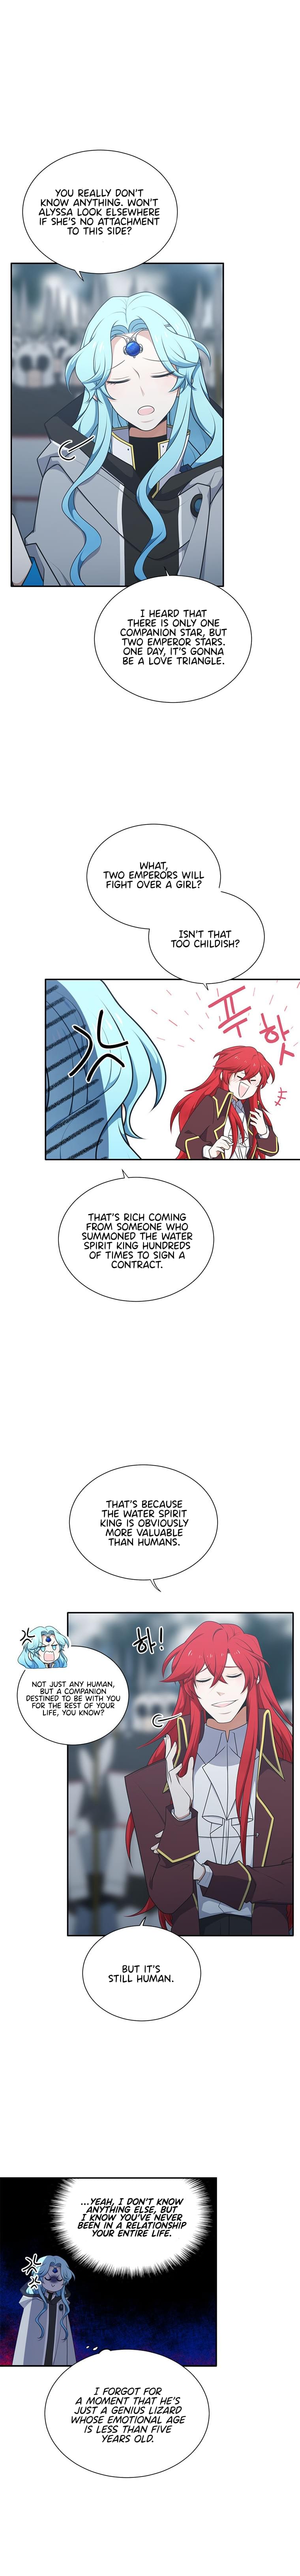 YOU REALLY DON'T
KNOW ANYTHING. WON'T
ALYSSA LOOK ELSEWHERE
IF SHE'S NO ATTACHMENT
TO THIS SIDE?
I HEARD THAT
THERE IS ONLY ONE
COMPANION STAR, BUT
TWO EMPEROR STARS.
ONE DAY, IT'S GONNA
BE A LOVE TRIANGLE.
WHAT,
TWO EMPERORS WILL
FIGHT OVER A GIRL?
ISN'T THAT
TOO CHILDISH?
푸핫
THAT'S RICH COMING
FROM SOMEONE WHO
SUMMONED THE WATER
SPIRIT KING HUNDREDS
OF TIMES TO SIGN A
CONTRACT.
THAT'S BECAUSE
THE WATER SPIRIT
KING IS OBVIOUSLY
MORE VALUABLE
THAN HUMANS.
하!
NOT JUST ANY HUMAN,
BUT A COMPANION
DESTINED TO BE WITH YOU
FOR THE REST OF YOUR
LIFE, YOU KNOW?
BUT IT'S
STILL HUMAN.
...YEAH, I DON'T KNOW
ANYTHING ELSE, BUT
I KNOW YOU'VE NEVER
BEEN IN A RELATIONSHIP
YOUR ENTIRE LIFE.
I FORGOT FOR
A MOMENT THAT HE'S
JUST A GENIUS LIZARD
WHOSE EMOTIONAL AGE
IS LESS THAN FIVE
YEARS OLD.